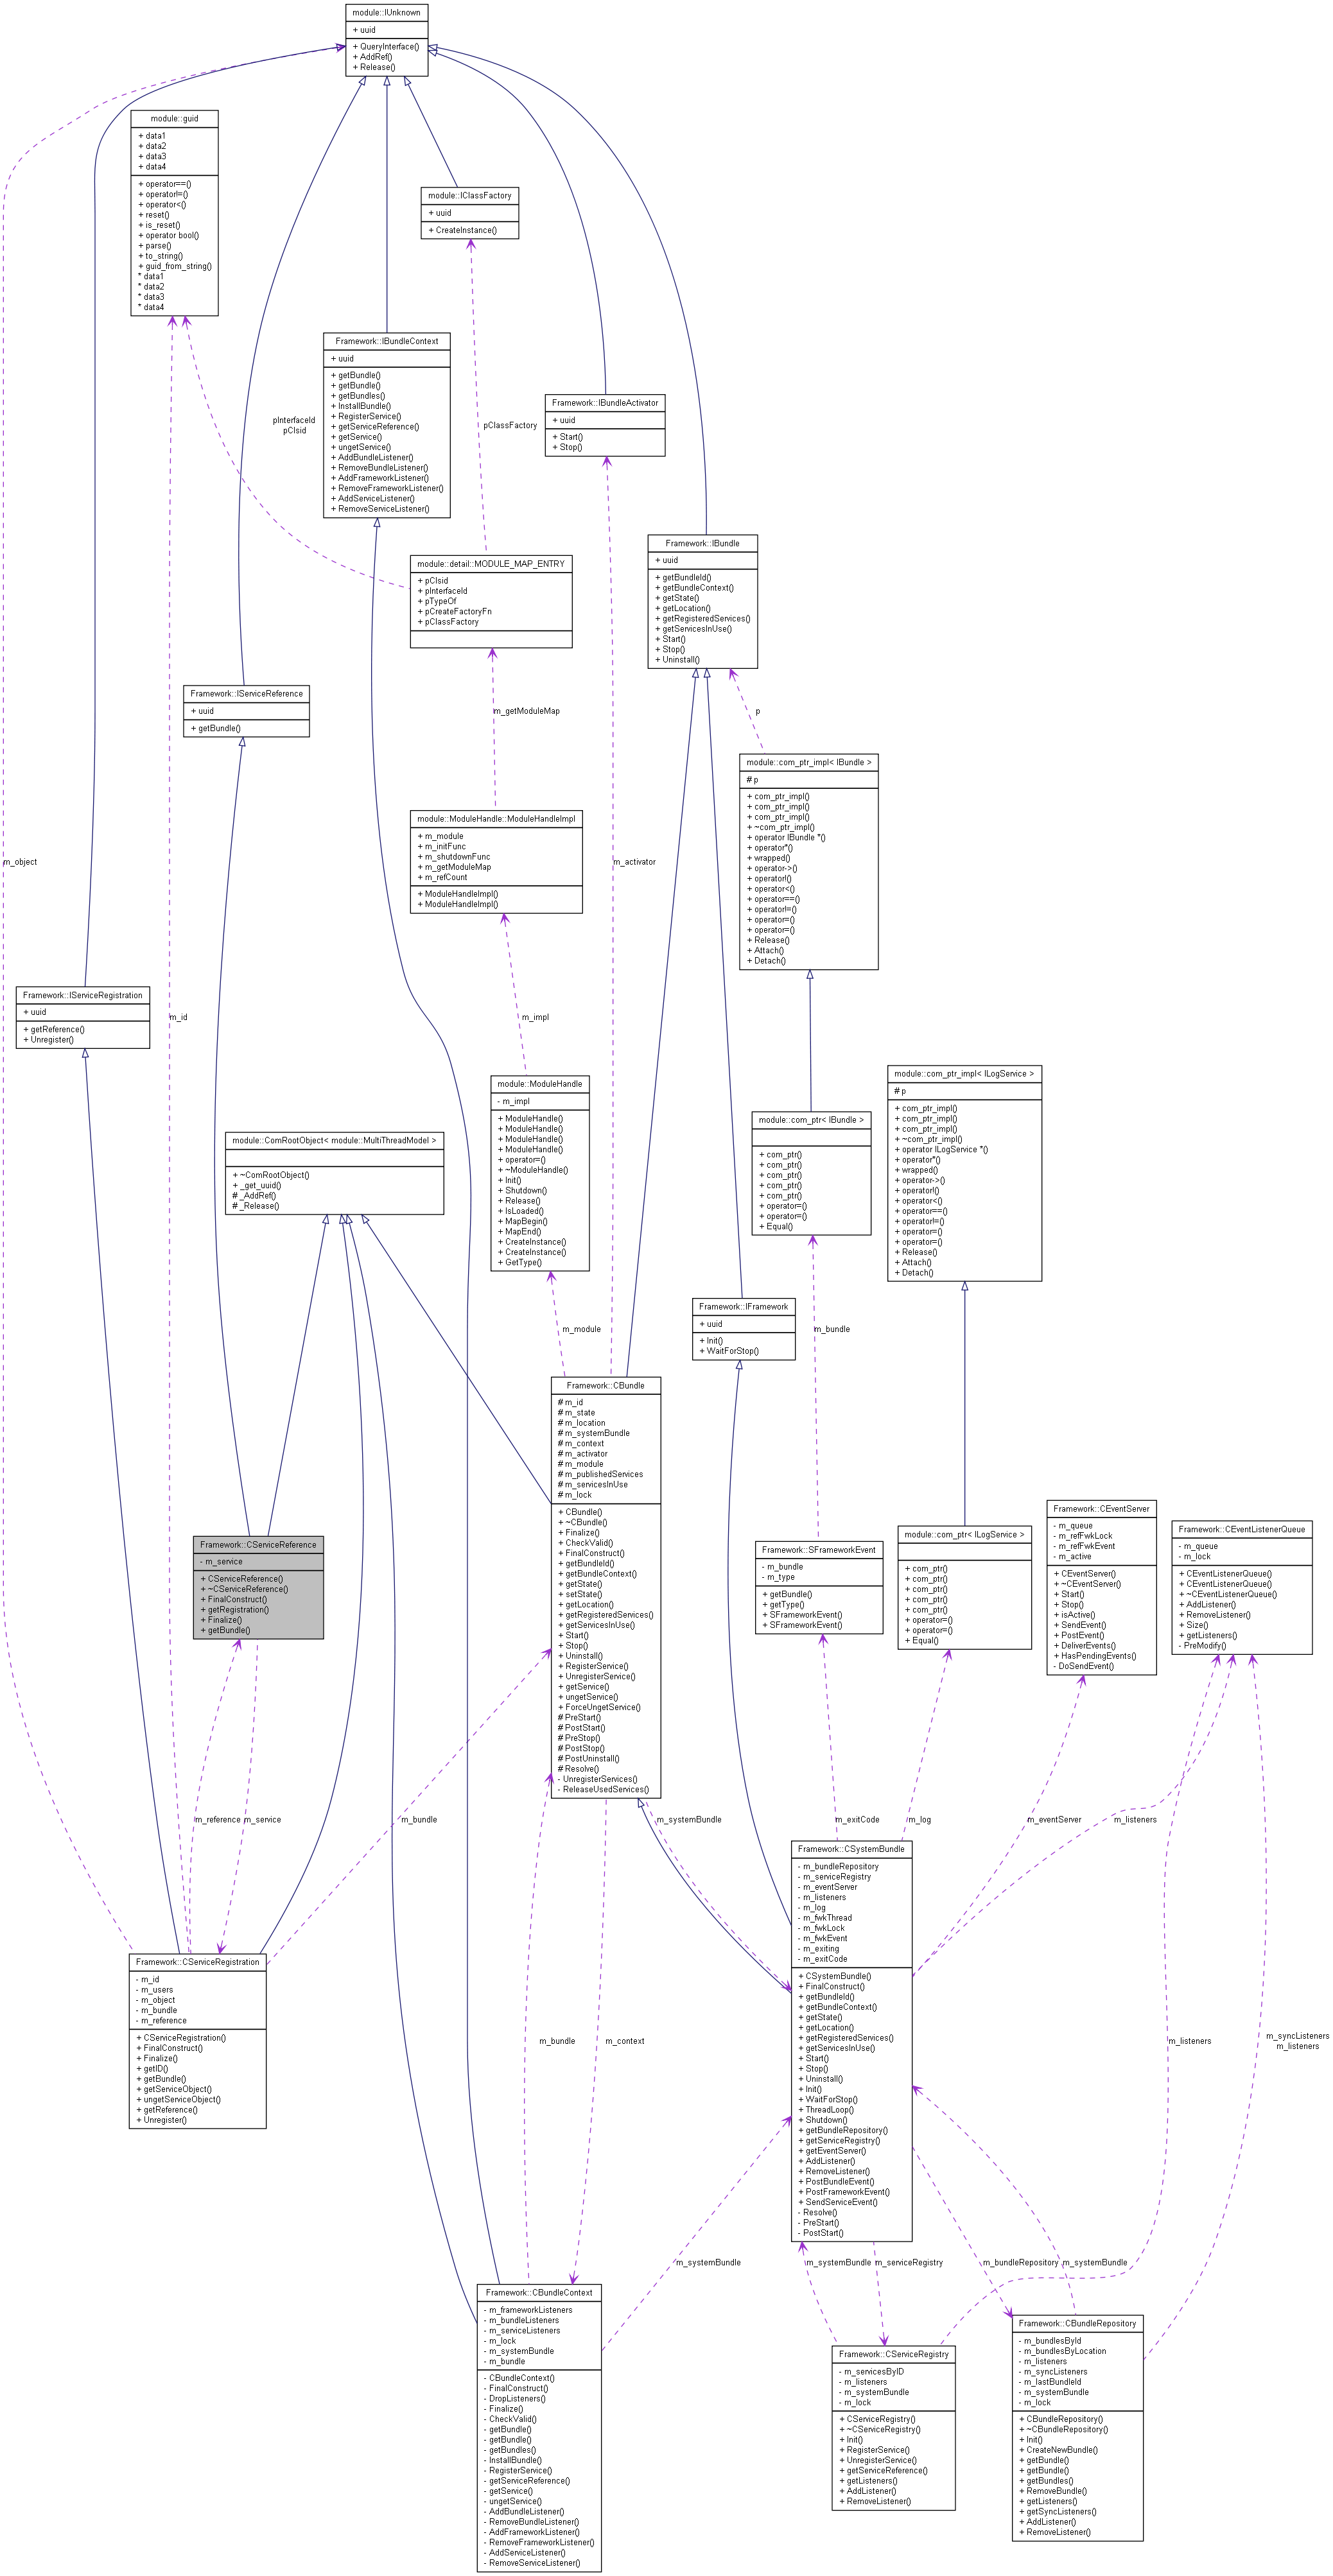 module::IUnknown
+ uuid
+ QueryInterface()
+ AddRef()
+ Release()
module::guid
+ data1
+ data2
+ data3
+ data4
+ operator==()
+ operator!=()
+ operator<()
+ reset()
+ is_reset()
+ operator bool()
+ parse()
+ to_string()
+ guid_from_string()
* data1
* data2
* data3
* data4
module::IClassFactory
+ uuid
+ CreateInstance()
Framework::IBundleContext
+ uuid
+ getBundle()
+ getBundle()
+ getBundles()
+ InstallBundle()
+ RegisterService()
+ getServiceReference()
+ getService()
+ ungetService()
+ AddBundleListener()
+ RemoveBundleListener()
+ AddFrameworkListener()
+ RemoveFrameworkListener()
+ AddServiceListener()
+ RemoveServiceListener()
pInterfaceId
pClsid
pClassFactory
Framework::IBundleActivator
+ uuid
+ Start()
+ Stop()
Framework::IBundle
+ uuid
+ getBundleId()
+ getBundleContext()
+ getState()
+ getLocation()
+ getRegisteredServices()
+ getServicesInUse()
+ Start()
+ Stop()
+ Uninstall()
module::detail::MODULE_MAP_ENTRY
+ pClsid
+ pInterfaceId
+ pTypeOf
+ pCreateFactoryFn
+ pClassFactory
Framework::IServiceReference
+ uuid
+ getBundle()
m_getModuleMap
p
module::com_ptr_impl< IBundle >
# p
+ com_ptr_impl()
+ com_ptr_impl()
+ com_ptr_impl()
+ ~com_ptr_impl()
+ operator IBundle *()
+ operator*()
+ wrapped()
+ operator->()
+ operator!()
+ operator<()
+ operator==()
+ operator!=()
+ operator=()
+ operator=()
+ Release()
+ Attach()
+ Detach()
module::ModuleHandle::ModuleHandleImpl
+ m_module
+ m_initFunc
+ m_shutdownFunc
+ m_getModuleMap
+ m_refCount
+ ModuleHandleImpl()
+ ModuleHandleImpl()
m_object
m_activator
Framework::IServiceRegistration
+ uuid
+ getReference()
+ Unregister()
m_id
m_impl
module::ModuleHandle
- m_impl
+ ModuleHandle()
+ ModuleHandle()
+ ModuleHandle()
+ ModuleHandle()
+ operator=()
+ ~ModuleHandle()
+ Init()
+ Shutdown()
+ Release()
+ IsLoaded()
+ MapBegin()
+ MapEnd()
+ CreateInstance()
+ CreateInstance()
+ GetType()
module::com_ptr_impl< ILogService >
# p
+ com_ptr_impl()
+ com_ptr_impl()
+ com_ptr_impl()
+ ~com_ptr_impl()
+ operator ILogService *()
+ operator*()
+ wrapped()
+ operator->()
+ operator!()
+ operator<()
+ operator==()
+ operator!=()
+ operator=()
+ operator=()
+ Release()
+ Attach()
+ Detach()
module::com_ptr< IBundle >
+ com_ptr()
+ com_ptr()
+ com_ptr()
+ com_ptr()
+ com_ptr()
+ operator=()
+ operator=()
+ Equal()
module::ComRootObject< module::MultiThreadModel >
+ ~ComRootObject()
+ _get_uuid()
# _AddRef()
# _Release()
Framework::IFramework
+ uuid
+ Init()
+ WaitForStop()
m_module
m_bundle
Framework::CBundle
# m_id
# m_state
# m_location
# m_systemBundle
# m_context
# m_activator
# m_module
# m_publishedServices
# m_servicesInUse
# m_lock
+ CBundle()
+ ~CBundle()
+ Finalize()
+ CheckValid()
+ FinalConstruct()
+ getBundleId()
+ getBundleContext()
+ getState()
+ setState()
+ getLocation()
+ getRegisteredServices()
+ getServicesInUse()
+ Start()
+ Stop()
+ Uninstall()
+ RegisterService()
+ UnregisterService()
+ getService()
+ ungetService()
+ ForceUngetService()
# PreStart()
# PostStart()
# PreStop()
# PostStop()
# PostUninstall()
# Resolve()
- UnregisterServices()
- ReleaseUsedServices()
Framework::CServiceReference
- m_service
+ CServiceReference()
+ ~CServiceReference()
+ FinalConstruct()
+ getRegistration()
+ Finalize()
+ getBundle()
Framework::SFrameworkEvent
- m_bundle
- m_type
+ getBundle()
+ getType()
+ SFrameworkEvent()
+ SFrameworkEvent()
module::com_ptr< ILogService >
+ com_ptr()
+ com_ptr()
+ com_ptr()
+ com_ptr()
+ com_ptr()
+ operator=()
+ operator=()
+ Equal()
Framework::CEventServer
- m_queue
- m_refFwkLock
- m_refFwkEvent
- m_active
+ CEventServer()
+ ~CEventServer()
+ Start()
+ Stop()
+ isActive()
+ SendEvent()
+ PostEvent()
+ DeliverEvents()
+ HasPendingEvents()
- DoSendEvent()
Framework::CEventListenerQueue
- m_queue
- m_lock
+ CEventListenerQueue()
+ CEventListenerQueue()
+ ~CEventListenerQueue()
+ AddListener()
+ RemoveListener()
+ Size()
+ getListeners()
- PreModify()
m_reference
m_service
m_bundle
m_systemBundle
m_exitCode
m_log
m_eventServer
m_listeners
Framework::CSystemBundle
- m_bundleRepository
- m_serviceRegistry
- m_eventServer
- m_listeners
- m_log
- m_fwkThread
- m_fwkLock
- m_fwkEvent
- m_exiting
- m_exitCode
+ CSystemBundle()
+ FinalConstruct()
+ getBundleId()
+ getBundleContext()
+ getState()
+ getLocation()
+ getRegisteredServices()
+ getServicesInUse()
+ Start()
+ Stop()
+ Uninstall()
+ Init()
+ WaitForStop()
+ ThreadLoop()
+ Shutdown()
+ getBundleRepository()
+ getServiceRegistry()
+ getEventServer()
+ AddListener()
+ RemoveListener()
+ PostBundleEvent()
+ PostFrameworkEvent()
+ SendServiceEvent()
- Resolve()
- PreStart()
- PostStart()
Framework::CServiceRegistration
- m_id
- m_users
- m_object
- m_bundle
- m_reference
+ CServiceRegistration()
+ FinalConstruct()
+ Finalize()
+ getID()
+ getBundle()
+ getServiceObject()
+ ungetServiceObject()
+ getReference()
+ Unregister()
m_bundle
m_context
m_listeners
m_syncListeners
m_listeners
m_systemBundle
m_systemBundle
m_serviceRegistry
m_bundleRepository
m_systemBundle
Framework::CBundleContext
- m_frameworkListeners
- m_bundleListeners
- m_serviceListeners
- m_lock
- m_systemBundle
- m_bundle
- CBundleContext()
- FinalConstruct()
- DropListeners()
- Finalize()
- CheckValid()
- getBundle()
- getBundle()
- getBundles()
- InstallBundle()
- RegisterService()
- getServiceReference()
- getService()
- ungetService()
- AddBundleListener()
- RemoveBundleListener()
- AddFrameworkListener()
- RemoveFrameworkListener()
- AddServiceListener()
- RemoveServiceListener()
Framework::CServiceRegistry
- m_servicesByID
- m_listeners
- m_systemBundle
- m_lock
+ CServiceRegistry()
+ ~CServiceRegistry()
+ Init()
+ RegisterService()
+ UnregisterService()
+ getServiceReference()
+ getListeners()
+ AddListener()
+ RemoveListener()
Framework::CBundleRepository
- m_bundlesById
- m_bundlesByLocation
- m_listeners
- m_syncListeners
- m_lastBundleId
- m_systemBundle
- m_lock
+ CBundleRepository()
+ ~CBundleRepository()
+ Init()
+ CreateNewBundle()
+ getBundle()
+ getBundle()
+ getBundles()
+ RemoveBundle()
+ getListeners()
+ getSyncListeners()
+ AddListener()
+ RemoveListener()